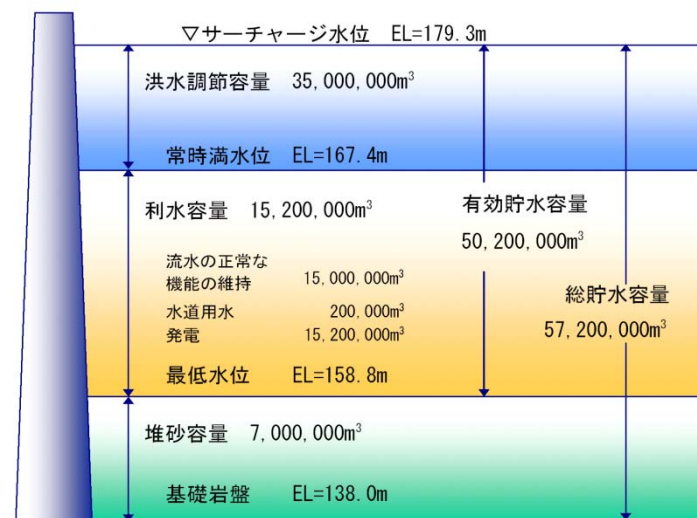 ▽サーチャージ水位 EL=179.3m
洪水調節容量 35,000,000m³
常時満水位 EL=167.4m
利水容量 15,200,000m³
有効貯水容量
50,200,000m³
流水の正常な
機能の維持 15,000,000m³
水道用水 200,000m³
発電 15,200,000m³
総貯水容量
57,200,000m³
最低水位 EL=158.8m
堆砂容量 7,000,000m³
基礎岩盤 EL=138.0m